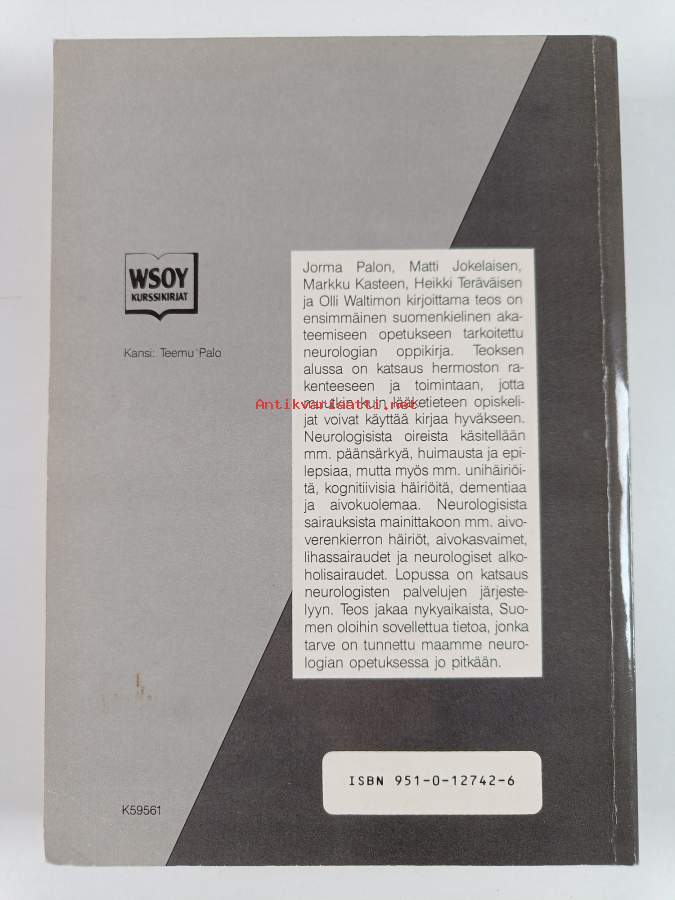 WSOY
KURSSIKIRJAT
Kansi: Teemu Palo
Jorma Palon, Matti Jokelaisen,
Markku Kasteen, Heikki Teräväisen
ja Olli Waltimon kirjoittama teos on
ensimmäinen suomenkielinen aka-
teemiseen opetukseen tarkoitettu
neurologian oppikirja. Teoksen
alussa on katsaus hermoston ra-
kenteeseen ja toimintaan, jotta
Antikvariaatti.net
muutkin kuin lääketieteen opiskeli-
jat voivat käyttää kirjaa hyväkseen.
Neurologisista oireista käsitellään
mm. päänsärkyä, huimausta ja epi-
lepsiaa, mutta myös mm. unihäiriöi-
tä, kognitiivisia häiriöitä, dementiaa
ja aivokuolemaa. Neurologisista
sairauksista mainittakoon mm. aivo-
verenkierron häiriöt, aivokasvaimet,
lihassairaudet ja neurologiset alko-
holisairaudet. Lopussa on katsaus
neurologisten palvelujen järjeste-
lyyn. Teos jakaa nykyaikaista, Suo-
men oloihin sovellettua tietoa, jonka
tarve on tunnettu maamme neuro-
logian opetuksessa jo pitkään.
ISBN 951-0-12742-6
K59561